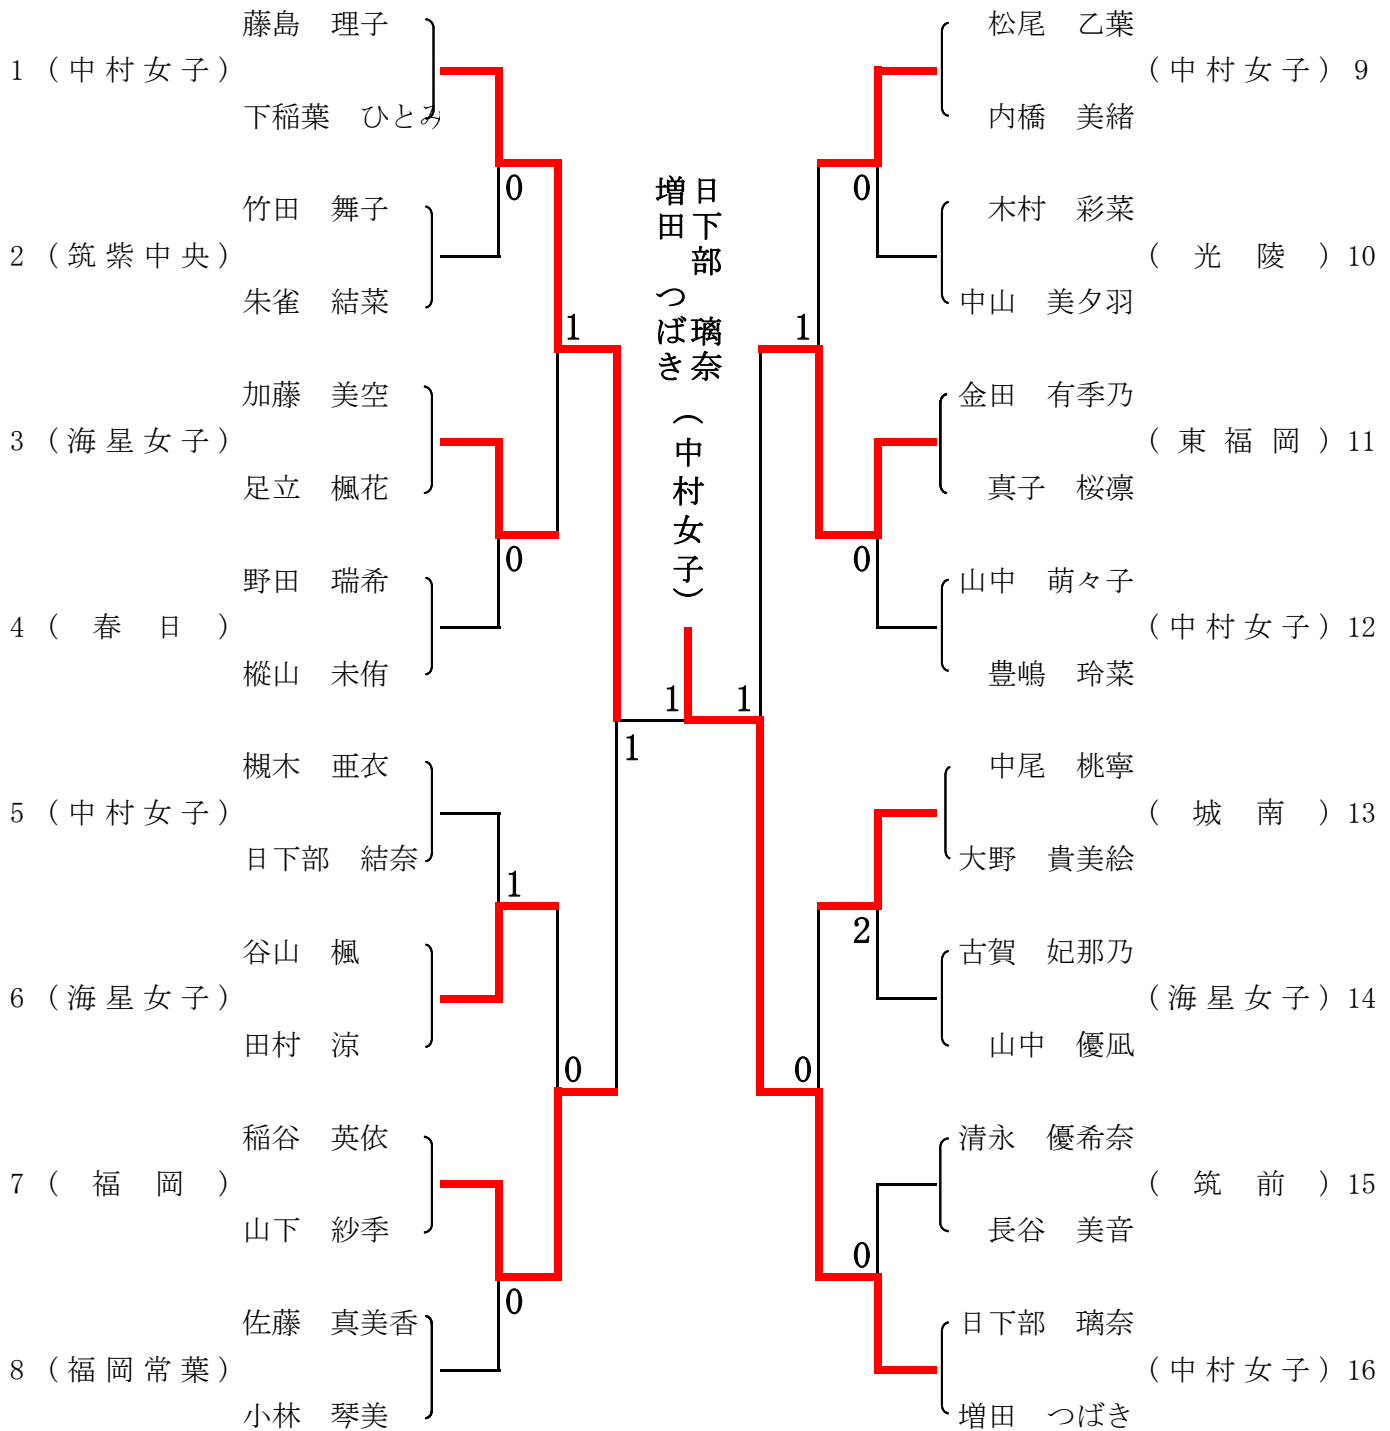 藤島 理子
1 (中村女子)
下稲葉 ひとみ
0
竹田 舞子
2 (筑紫中央)
朱雀 結菜
1
加藤 美空
3 (海星女子)
足立 楓花
0
野田 瑞希
4 ( 春 日 )
樅山 未侑
1
槻木 亜衣
5 (中村女子)
日下部 結奈
1
谷山 楓
6 (海星女子)
田村 涼
0
稲谷 英依
7 ( 福 岡 )
山下 紗季
0
佐藤 真美香
8 (福岡常葉)
小林 琴美
日下部 璃奈
増田 つばき
(中村女子)
1
1
松尾 乙葉
(中村女子) 9
内橋 美緒
0
木村 彩菜
( 光 陵 ) 10
中山 美夕羽
1
金田 有季乃
(東福岡) 11
真子 桜凛
0
山中 萌々子
(中村女子) 12
豊嶋 玲菜
中尾 桃寧
( 城 南 ) 13
大野 貴美絵
2
古賀 妃那乃
(海星女子) 14
山中 優凪
0
清永 優希奈
( 筑 前 ) 15
長谷 美音
0
日下部 璃奈
(中村女子) 16
増田 つばき